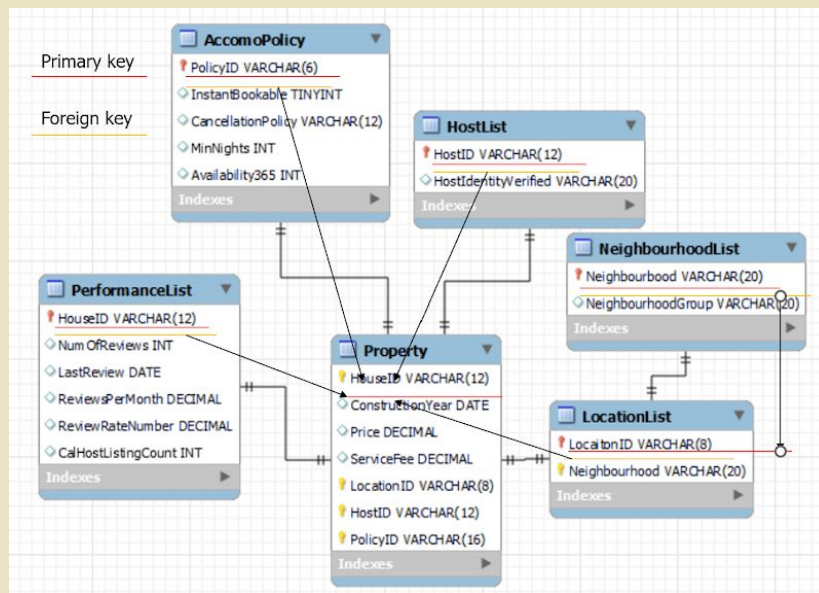 Primary key
Foreign key
AccomoPolicy
PolicyID VARCHAR(6)
InstantBookable TINYINT
CancellationPolicy VARCHAR(12)
MinNights INT
Availability365 INT
Indexes
HostList
HostID VARCHAR(12)
HostIdentityVerified VARCHAR(20)
Indexes
NeighbourhoodList
Neighbourbood VARCHAR(20)
NeighbourhoodGroup VARCHAR(20)
Indexes
PerformanceList
HouseID VARCHAR(12)
NumOfReviews INT
LastReview DATE
ReviewsPerMonth DECIMAL
ReviewRateNumber DECIMAL
CalHostListingCount INT
Indexes
Property
HouseID VARCHAR(12)
ConstructionYear DATE
Price DECIMAL
ServiceFee DECIMAL
LocationID VARCHAR(8)
HostID VARCHAR(12)
PolicyID VARCHAR(16)
Indexes
LocationList
LocaitonID VARCHAR(8)
Neighbourhood VARCHAR(20)
Indexes